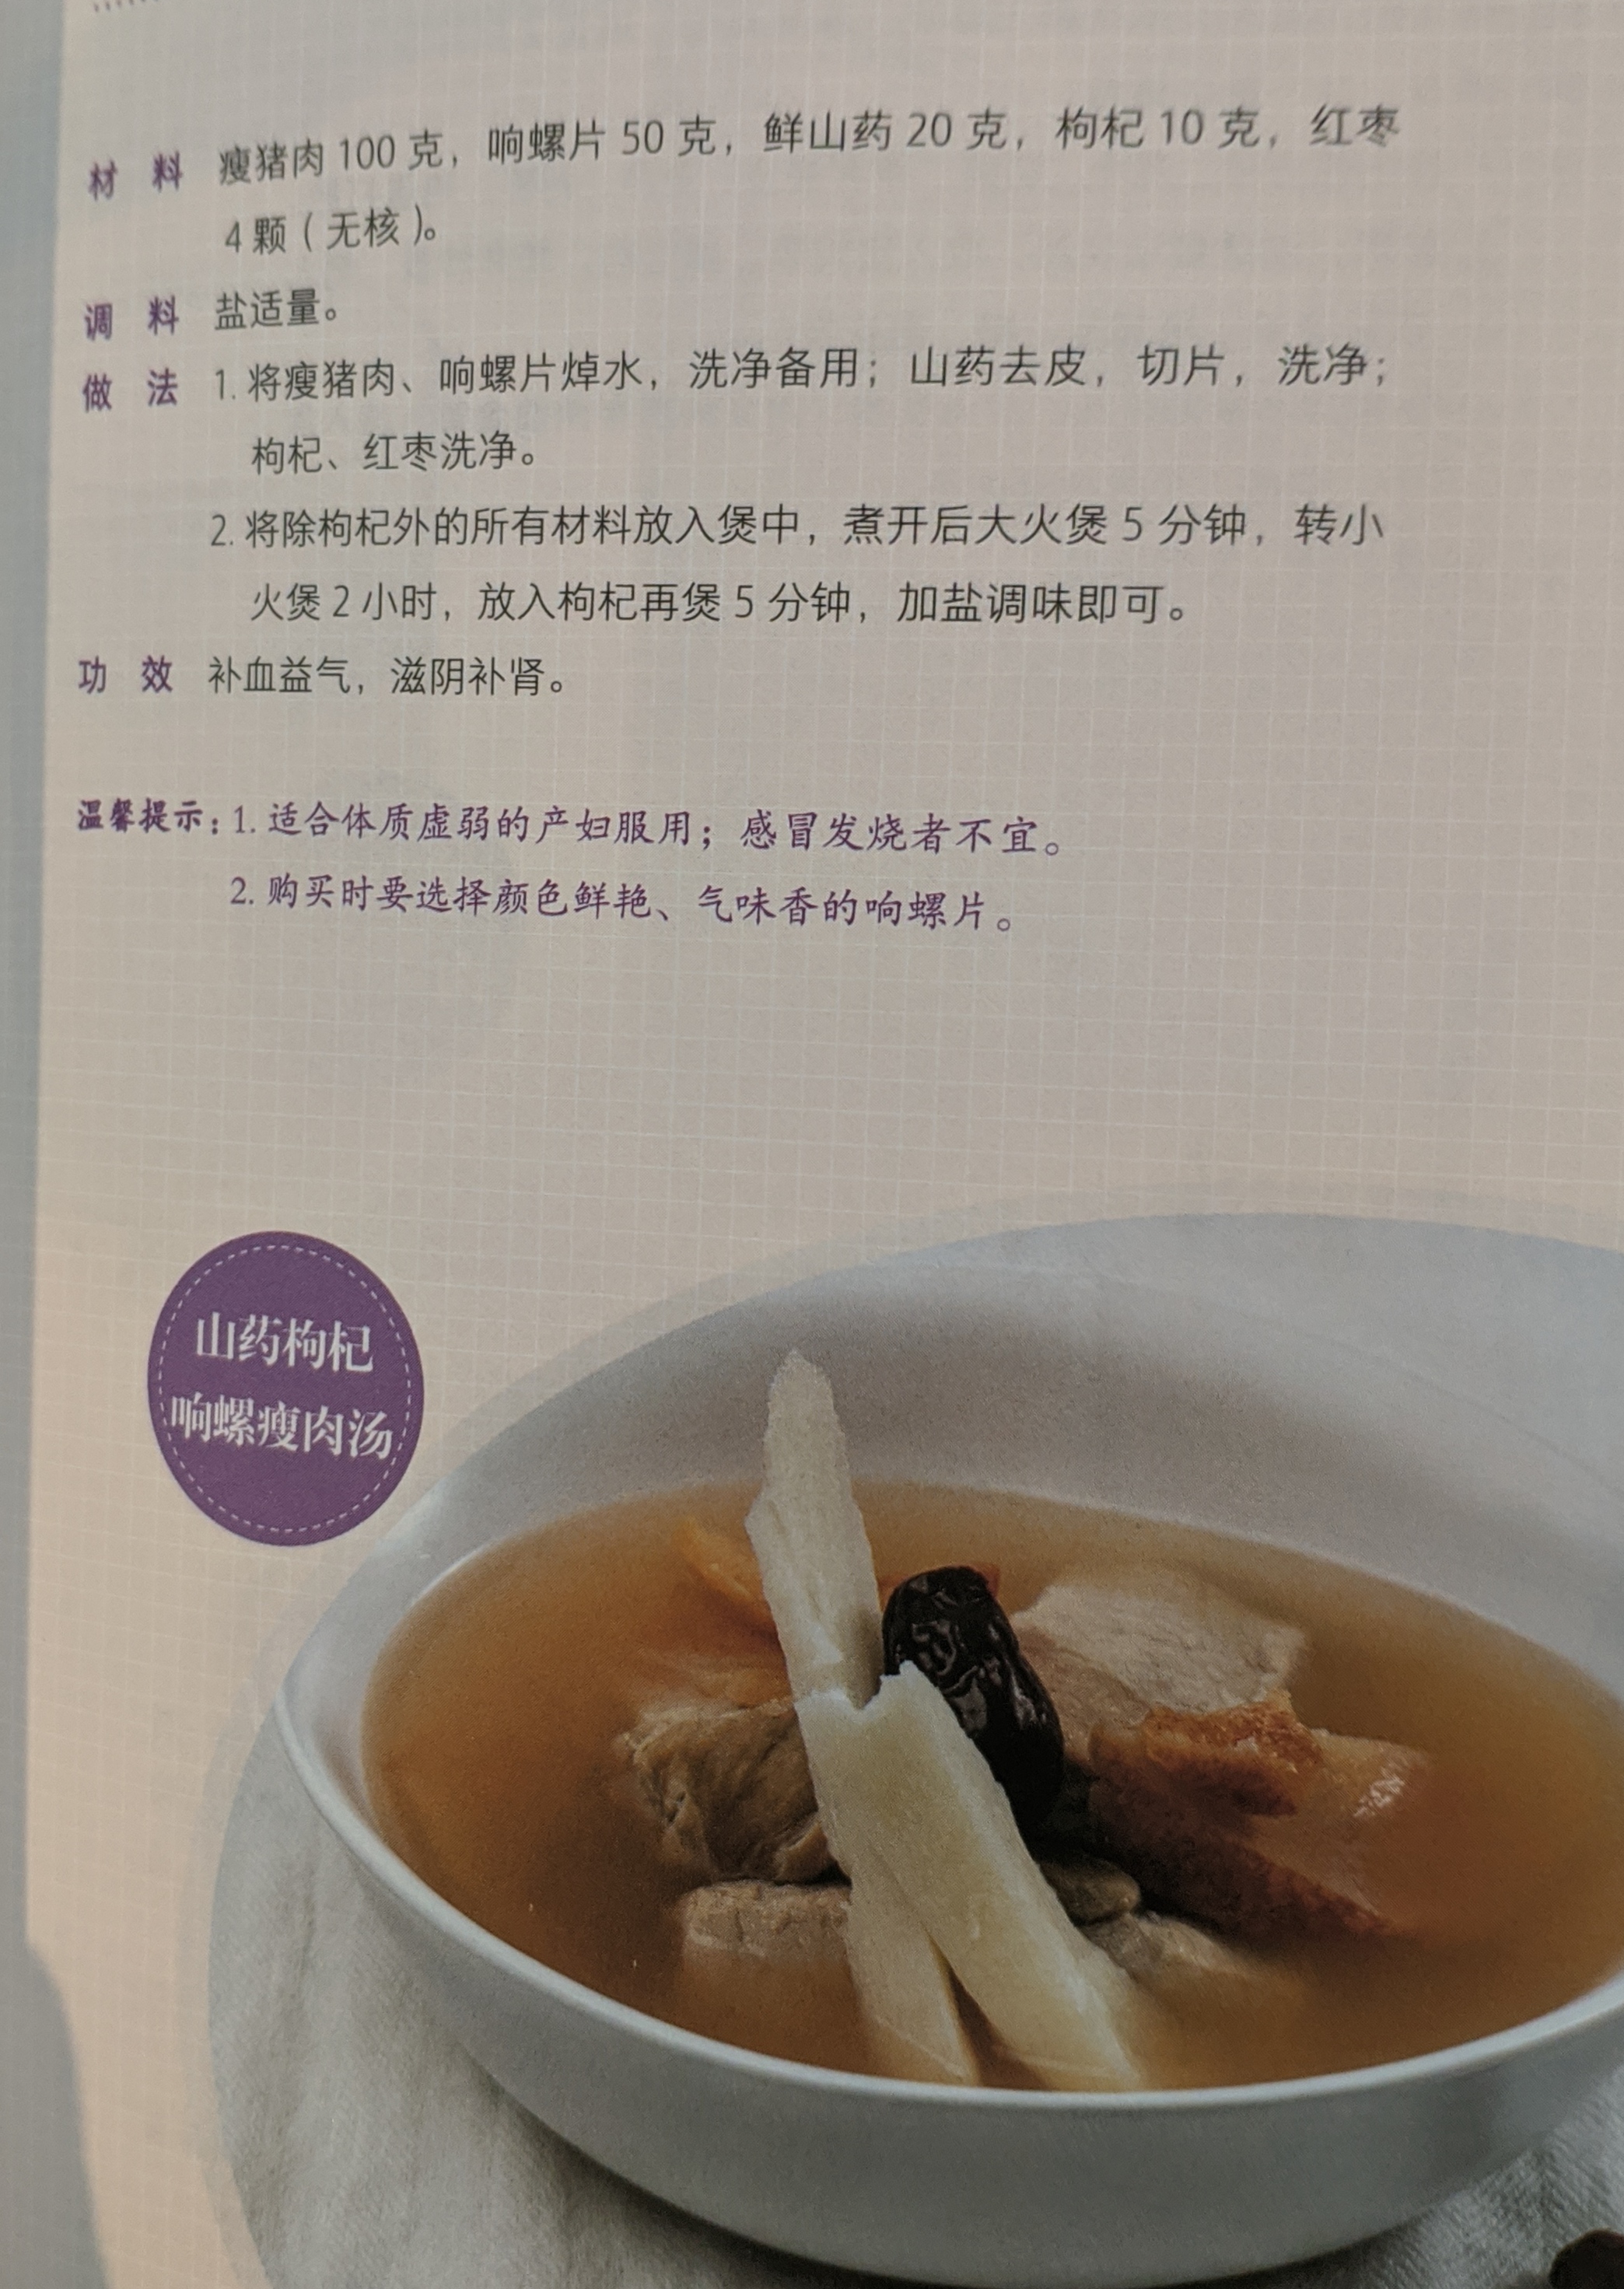 材 料 瘦猪肉 100 克，响螺片 50 克，鲜山药 20 克，枸杞 10 克，红枣
4 颗（无核）。
调 料 盐适量。
做 法 1. 将瘦猪肉、响螺片焯水，洗净备用；山药去皮，切片，洗净；
枸杞、红枣洗净。
2. 将除枸杞外的所有材料放入煲中，煮开后大火煲 5 分钟，转小
火煲 2 小时，放入枸杞再煲 5 分钟，加盐调味即可。
功 效 补血益气，滋阴补肾。
温馨提示：1. 适合体质虚弱的产妇服用；感冒发烧者不宜。
2. 购买时要选择颜色鲜艳、气味香的响螺片。
山药枸杞
响螺瘦肉汤